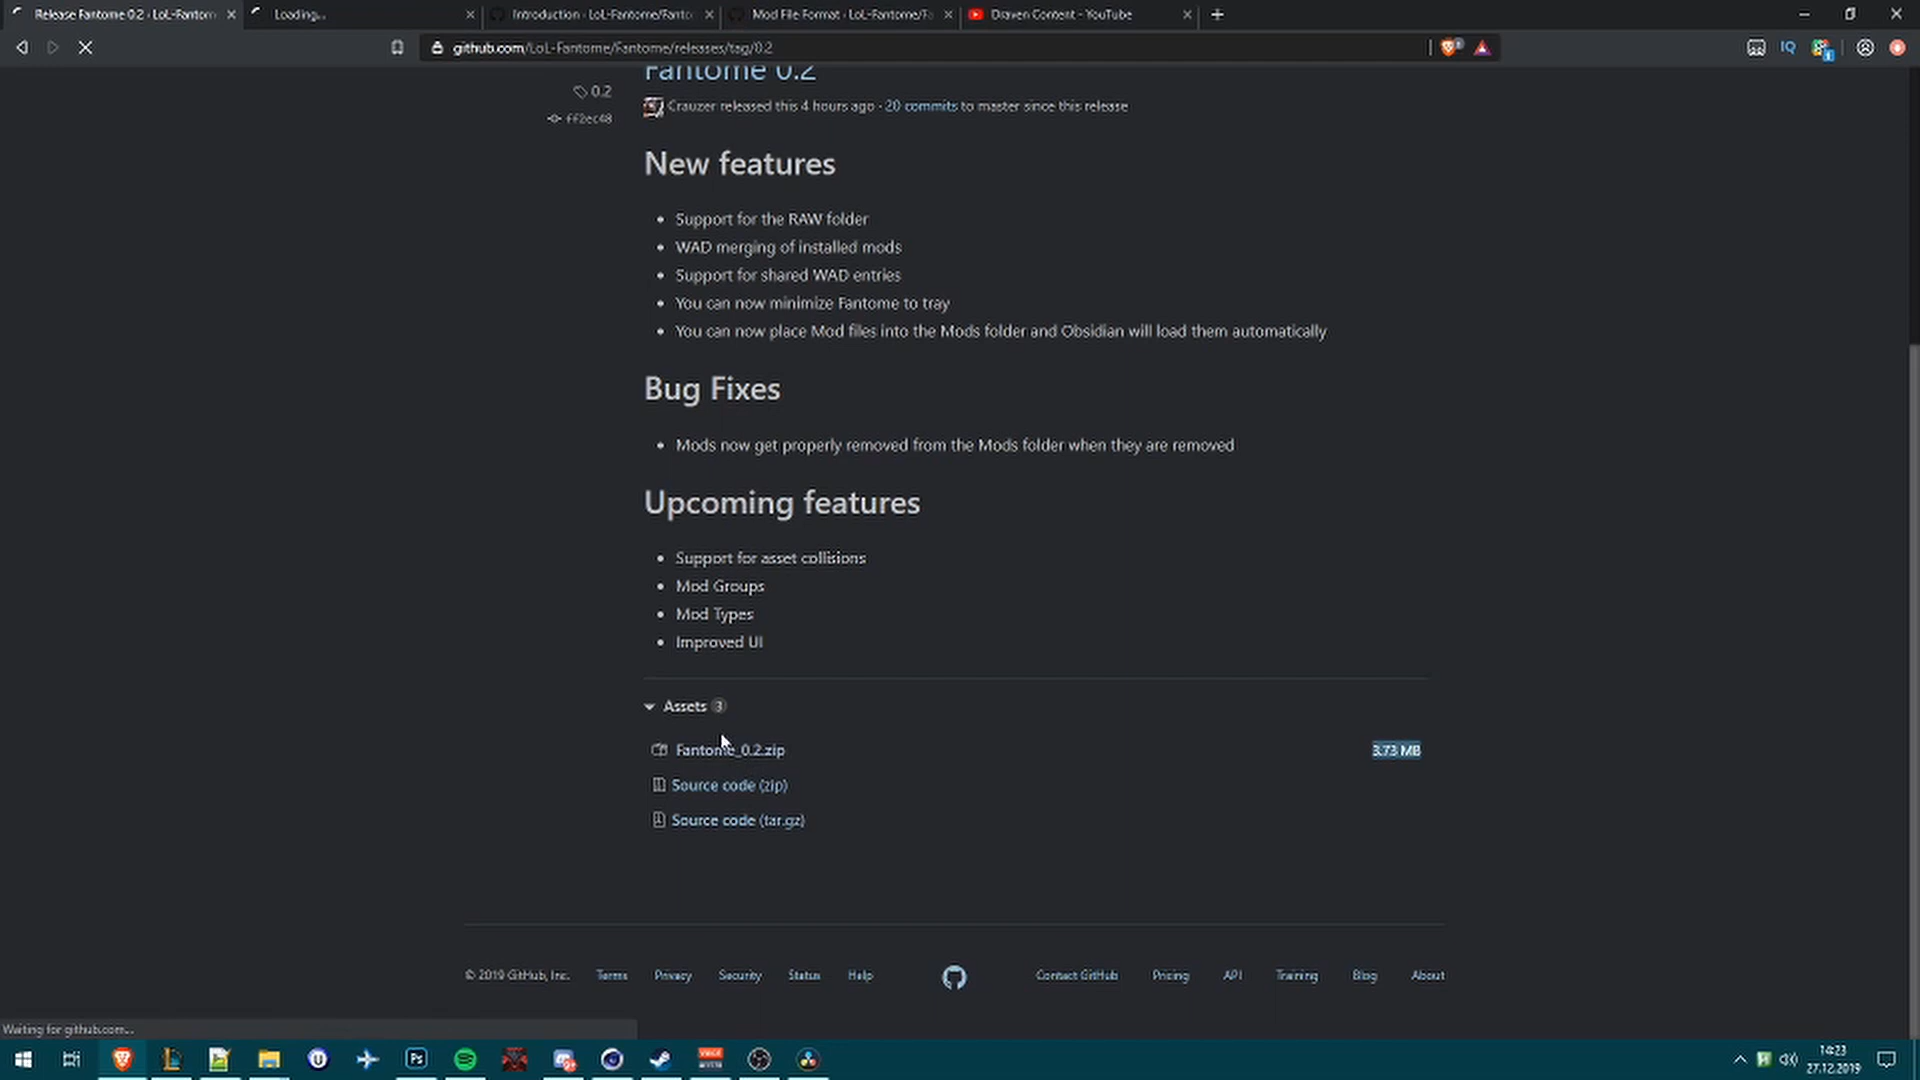 Release Fantome 0.2 · LoL-Fantom
Loading...
Introduction · LoL-Fantome/Fanto
Mod File Format · LoL-Fantome/Fa
Draven Content - YouTube
github.com/LoL-Fantome/Fantome/releases/tag/0.2
IQ
Fantome 0.2
0.2
Crauzer released this 4 hours ago · 20 commits to master since this release
ff2ec48
New features
Support for the RAW folder
WAD merging of installed mods
Support for shared WAD entries
You can now minimize Fantome to tray
You can now place Mod files into the Mods folder and Obsidian will load them automatically
Bug Fixes
Mods now get properly removed from the Mods folder when they are removed
Upcoming features
Support for asset collisions
Mod Groups
Mod Types
Improved UI
Assets 3
Fantome_0.2.zip 3.73 MB
Source code (zip)
Source code (tar.gz)
© 2019 GitHub, Inc. Terms Privacy Security Status Help Contact GitHub Pricing API Training Blog About
Waiting for github.com...
Ps
14:23
27.12.2019